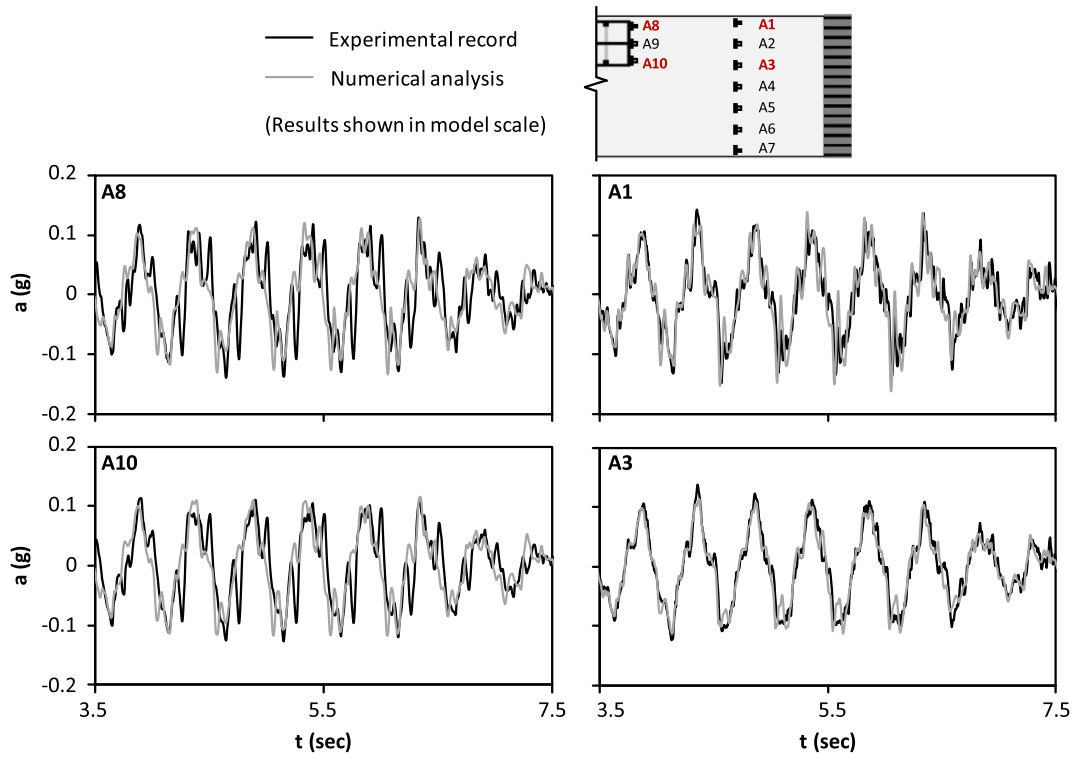 Experimental record
Numerical analysis
(Results shown in model scale)
A8
A9
A10
A1
A2
A3
A4
A5
A6
A7
0.2
0.1
0
-0.1
-0.2
a (g)
A8
A1
0.2
0.1
0
-0.1
-0.2
a (g)
A10
A3
3.5 5.5 7.5
3.5 5.5 7.5
t (sec)
t (sec)